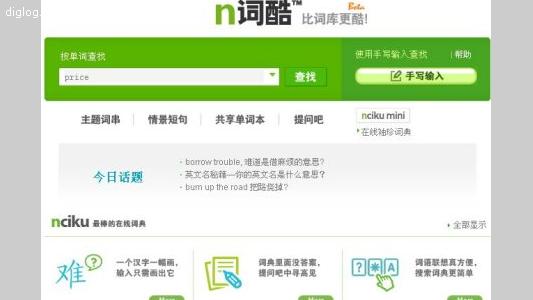 diglog.
n词酷™ Beta 比词库更酷!
按单词查找
使用手写输入查找 | 帮助
price 查找 手写输入
主题词串 | 情景短句 | 共享单词本 | 提问吧
nciku mini
在线袖珍词典
今日话题
borrow trouble, 难道是借麻烦的意思?
英文名秘籍—你的英文名是什么意思?
burn up the road 把路烧掉?
nciku 最棒的在线词典
全部显示
难?
一个汉字一幅画,
输入只需画出它
词典里面没答案,
提问吧中寻高见
?*A
词语联想真方便,
搜索词典更简单